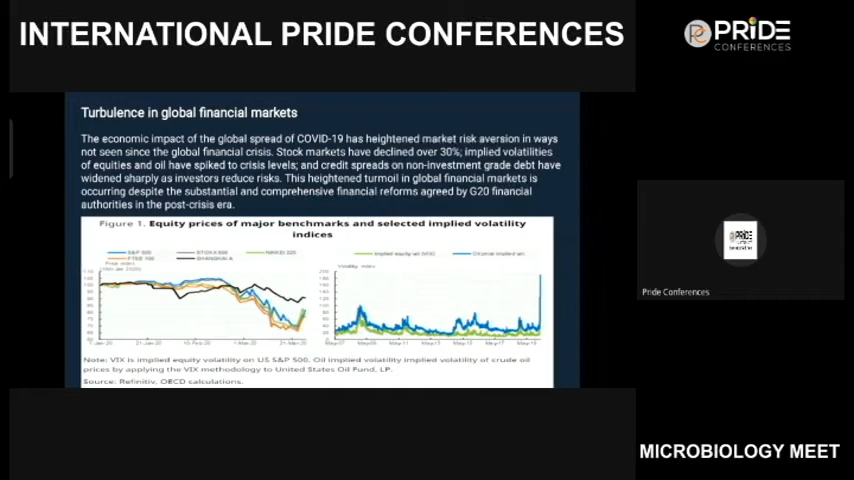 INTERNATIONAL PRIDE CONFERENCES
PRIDE
CONFERENCES
Turbulence in global financial markets
The economic impact of the global spread of COVID-19 has heightened market risk aversion in ways
not seen since the global financial crisis. Stock markets have declined over 30%; implied volatilities
of equities and oil have spiked to crisis levels; and credit spreads on non-investment grade debt have
widened sharply as investors reduce risks. This heightened turmoil in global financial markets is
occurring despite the substantial and comprehensive financial reforms agreed by G20 financial
authorities in the post-crisis era.
Figure 1. Equity prices of major benchmarks and selected implied volatility
indices
S&P 500 STOXX 600 NIKKEI 225
FTSE 100 SHANGHAI A
Price index
Implied equity vol (VIX)
Volatility index
Note: VIX is implied equity volatility on US S&P 500. Oil implied volatility implied volatility of crude oil
prices by applying the VIX methodology to United States Oil Fund, LP.
Source: Refinitiv, OECD calculations.
PRIDE
Pride Conferences
MICROBIOLOGY MEET